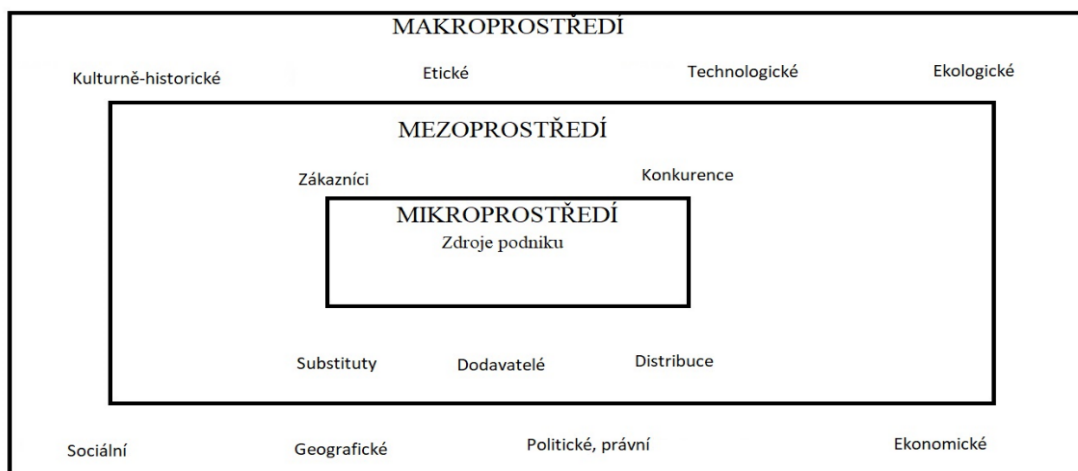 MAKROPROSTŘEDÍ
Kulturně-historické Etické Technologické Ekologické
MEZOPROSTŘEDÍ
Zákazníci Konkurence
MIKROPROSTŘEDÍ
Zdroje podniku
Substituty Dodavatelé Distribuce
Sociální Geografické Politické, právní Ekonomické